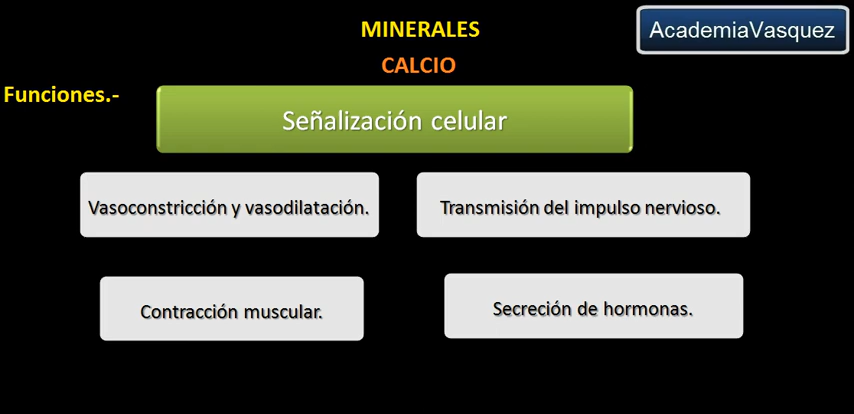 MINERALES
AcademiaVasquez
CALCIO
Funciones.-
Señalización celular
Vasoconstricción y vasodilatación.
Transmisión del impulso nervioso.
Contracción muscular.
Secreción de hormonas.